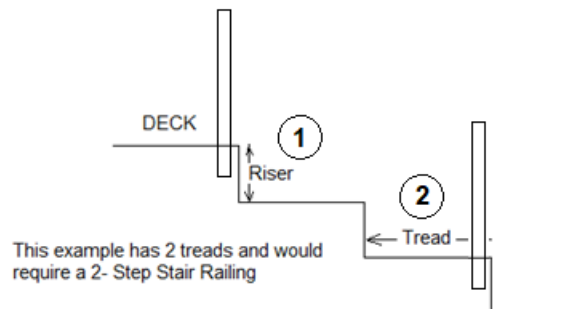 DECK
1
Riser
2
Tread
This example has 2 treads and would
require a 2- Step Stair Railing